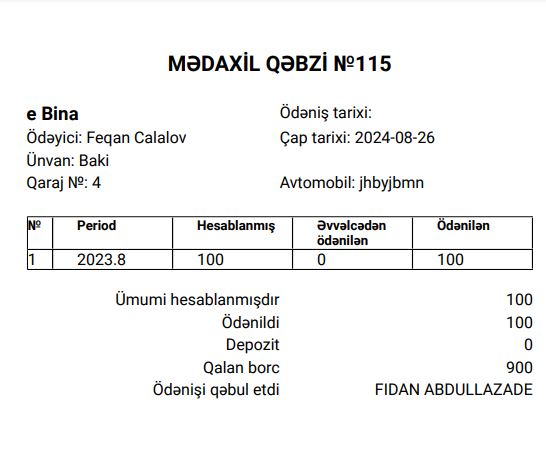 MƏDAXİL QƏBZİ №115
e Bina
Ödəyici: Feqan Calalov
Ünvan: Baki
Qaraj №: 4
Ödəniş tarixi:
Çap tarixi: 2024-08-26
Avtomobil: jhbyjbmn
№ Period Hesablanmış Əvvəlcədən ödənilən Ödənilən
1 2023.8 100 0 100
Ümumi hesablanmışdır 100
Ödənildi 100
Depozit 0
Qalan borc 900
Ödənişi qəbul etdi FIDAN ABDULLAZADE